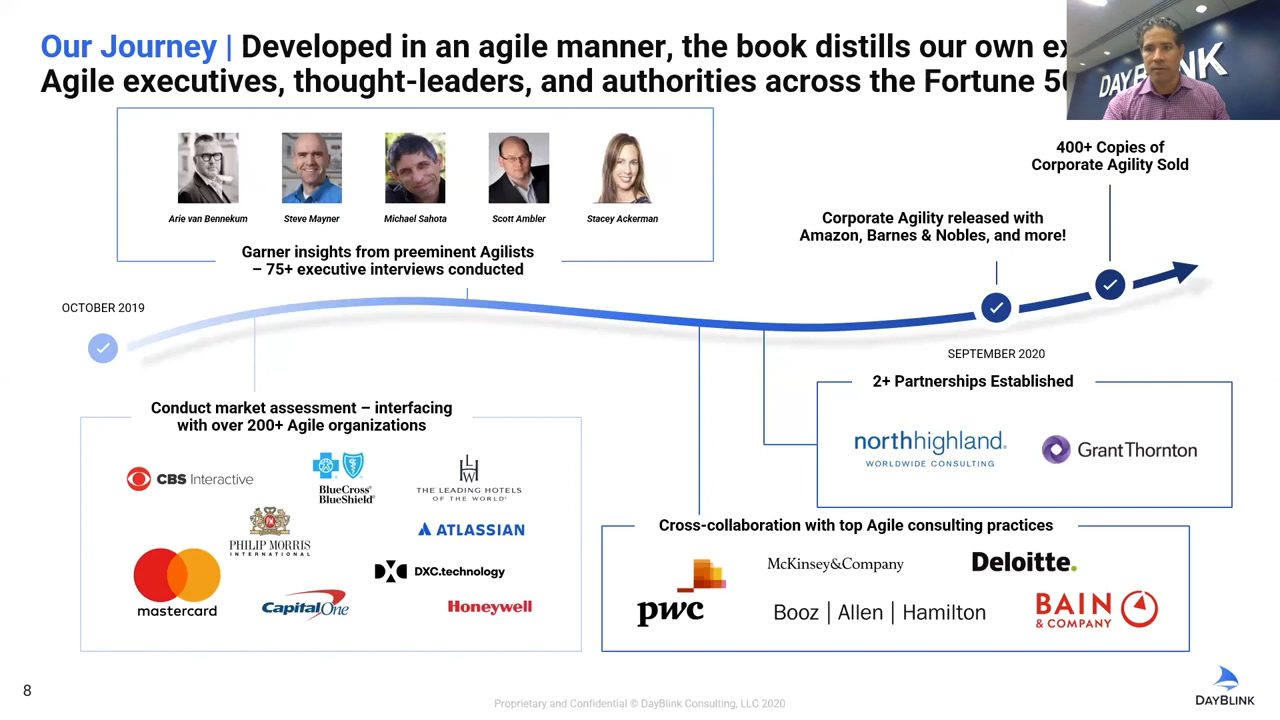 Our Journey | Developed in an agile manner, the book distills our own
Agile executives, thought-leaders, and authorities across the Fortune
DAYBLINK
400+ Copies of
Corporate Agility Sold
Arie van Bennekum
Steve Mayner
Michael Sahota
Scott Ambler
Stacey Ackerman
Corporate Agility released with
Amazon, Barnes & Nobles, and more!
Garner insights from preeminent Agilists
– 75+ executive interviews conducted
OCTOBER 2019
SEPTEMBER 2020
2+ Partnerships Established
northhighland.
WORLDWIDE CONSULTING
GrantThornton
Conduct market assessment – interfacing
with over 200+ Agile organizations
CBS Interactive
BlueCross®
BlueShield®
LHW
THE LEADING HOTELS
OF THE WORLD®
PHILIP MORRIS
INTERNATIONAL
ATLASSIAN
mastercard
DXC.technology
CapitalOne
Honeywell
Cross-collaboration with top Agile consulting practices
pwc
McKinsey&Company
Deloitte.
Booz | Allen | Hamilton
BAIN
& COMPANY
8
Proprietary and Confidential © DayBlink Consulting, LLC 2020
DAYBLINK